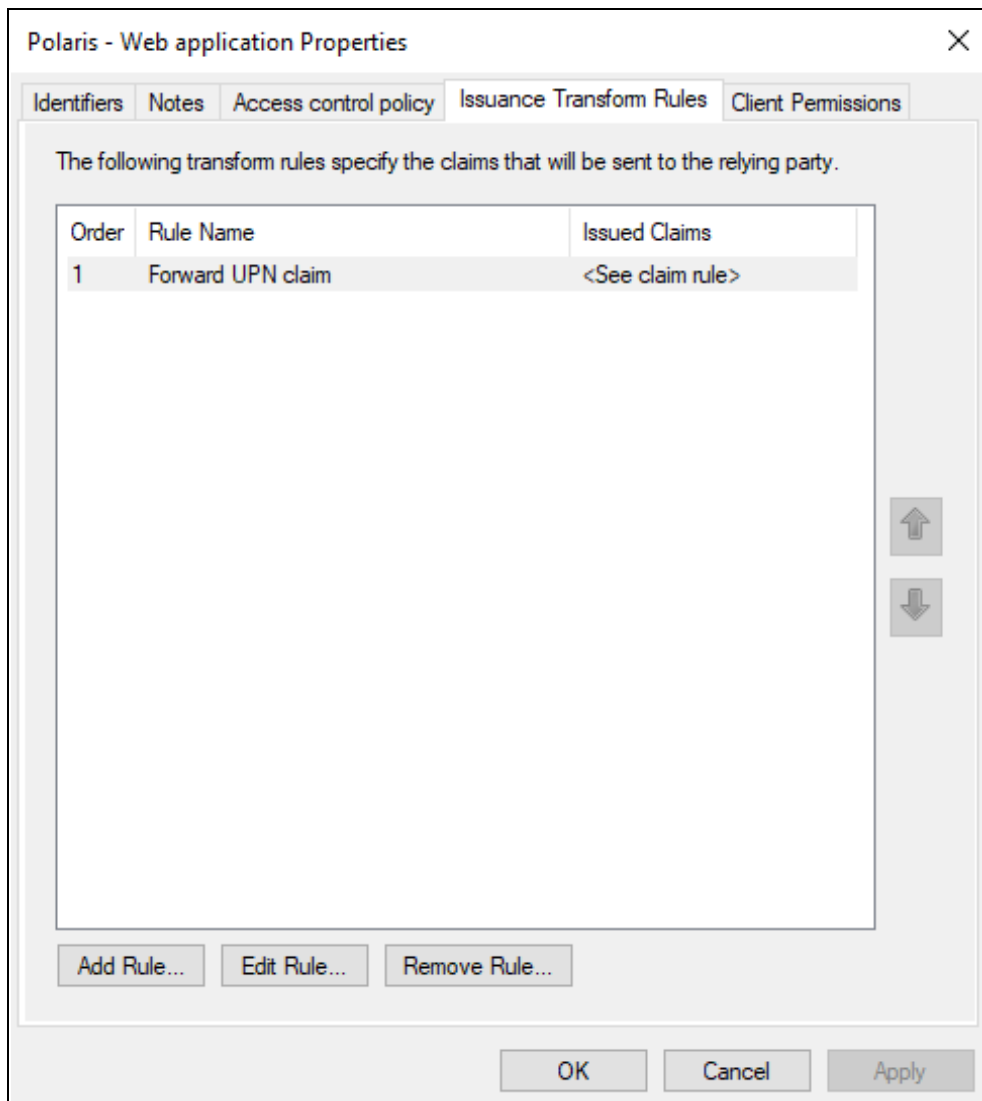 Polaris - Web application Properties
Identifiers Notes Access control policy Issuance Transform Rules Client Permissions
The following transform rules specify the claims that will be sent to the relying party.
Order Rule Name Issued Claims
1 Forward UPN claim <See claim rule>
Add Rule... Edit Rule... Remove Rule...
OK Cancel Apply